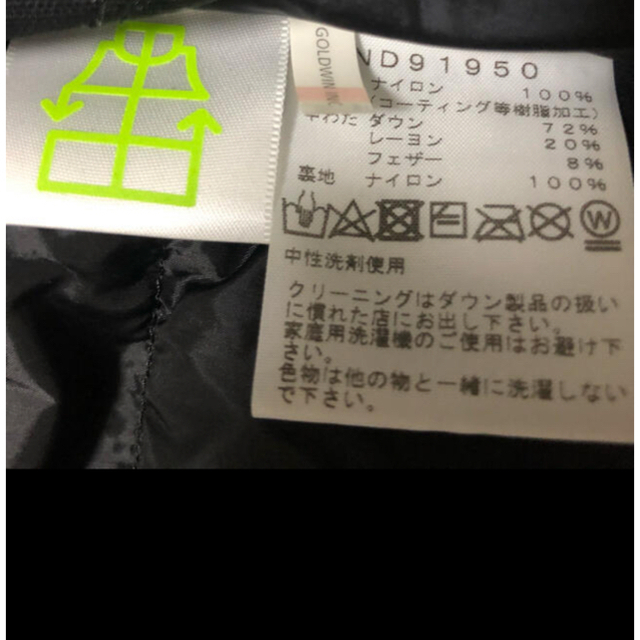 GOLDWIN INC.
ND91950
ナイロン 100%
(コーティング等樹脂加工)
中わた ダウン 72%
レーヨン 20%
フェザー 8%
裏地 ナイロン 100%
W
中性洗剤使用
クリーニングはダウン製品の扱い
に慣れた店にお出し下さい。
家庭用洗濯機のご使用はお避け下
さい。
色物は他の物と一緒に洗濯しない
で下さい。